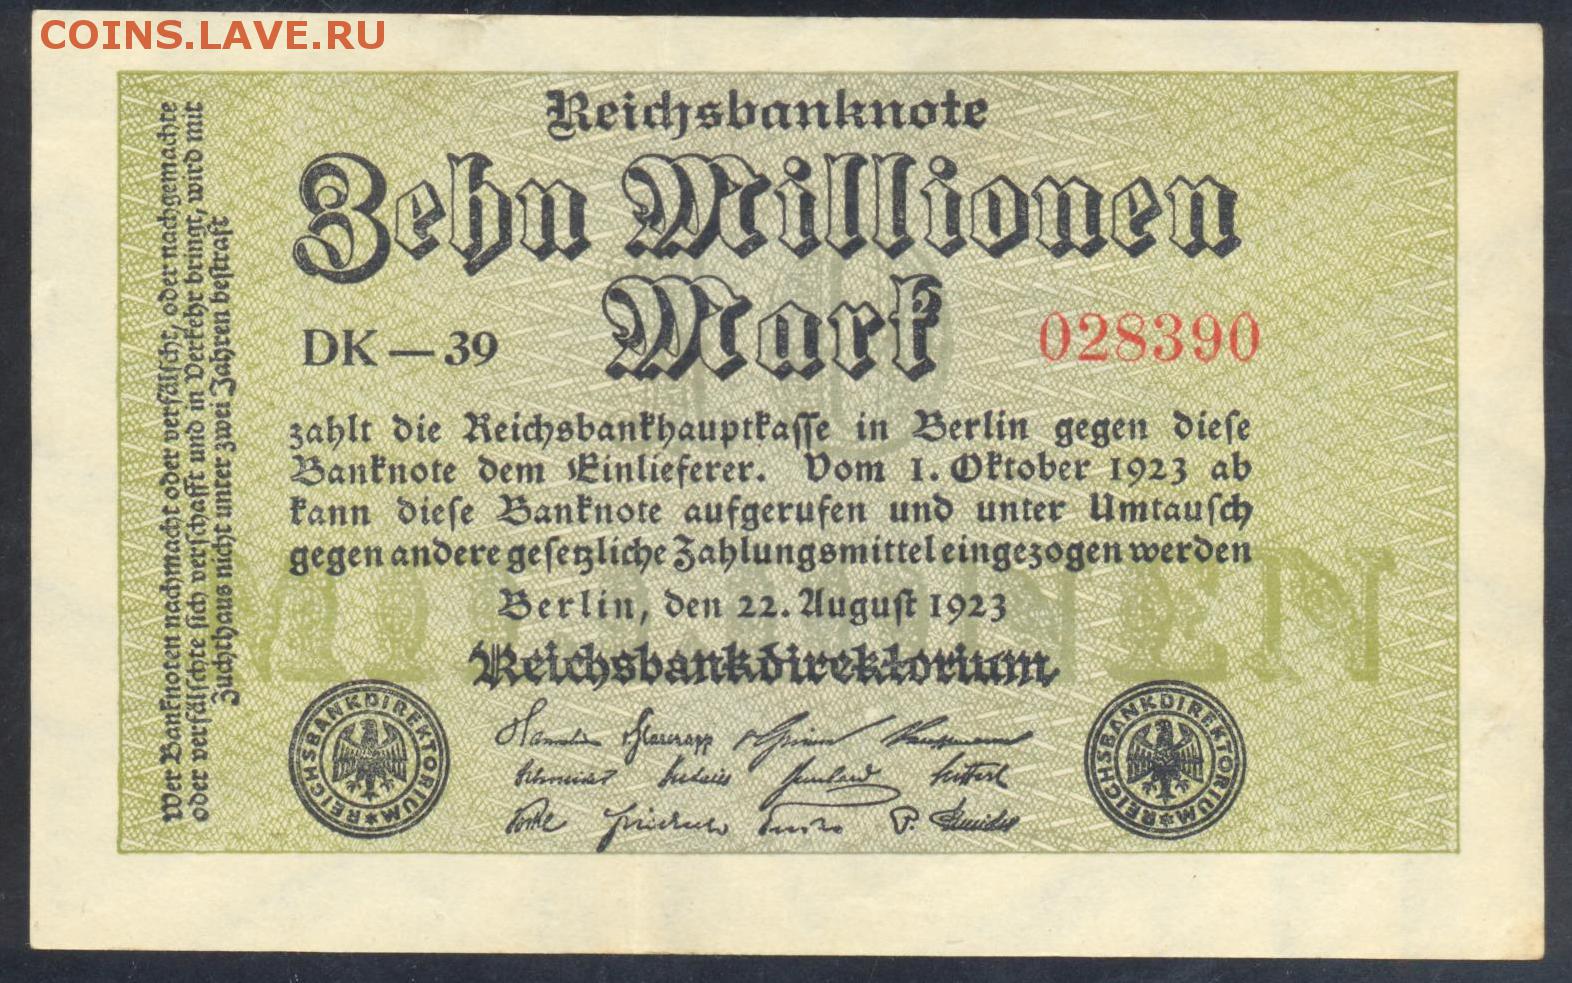 COINS.LAVE.RU
Reichsbanknote
Zehn Millionen
Mark
DK — 39
028390
zahlt die Reichsbankhauptkasse in Berlin gegen diese
Banknote dem Einlieferer. Vom 1. Oktober 1923 ab
kann diese Banknote aufgerufen und unter Umtausch
gegen andere gesetzliche Zahlungsmittel eingezogen werden
Berlin, den 22. August 1923
Reichsbankdirektorium
Wer Banknoten nachmacht oder verfälscht, oder nachgemachte
oder verfälschte sich verschafft und in Verkehr bringt, wird mit
Zuchthaus nicht unter zwei Jahren bestraft
REICHSBANKDIREKTORIUM
REICHSBANKDIREKTORIUM
10